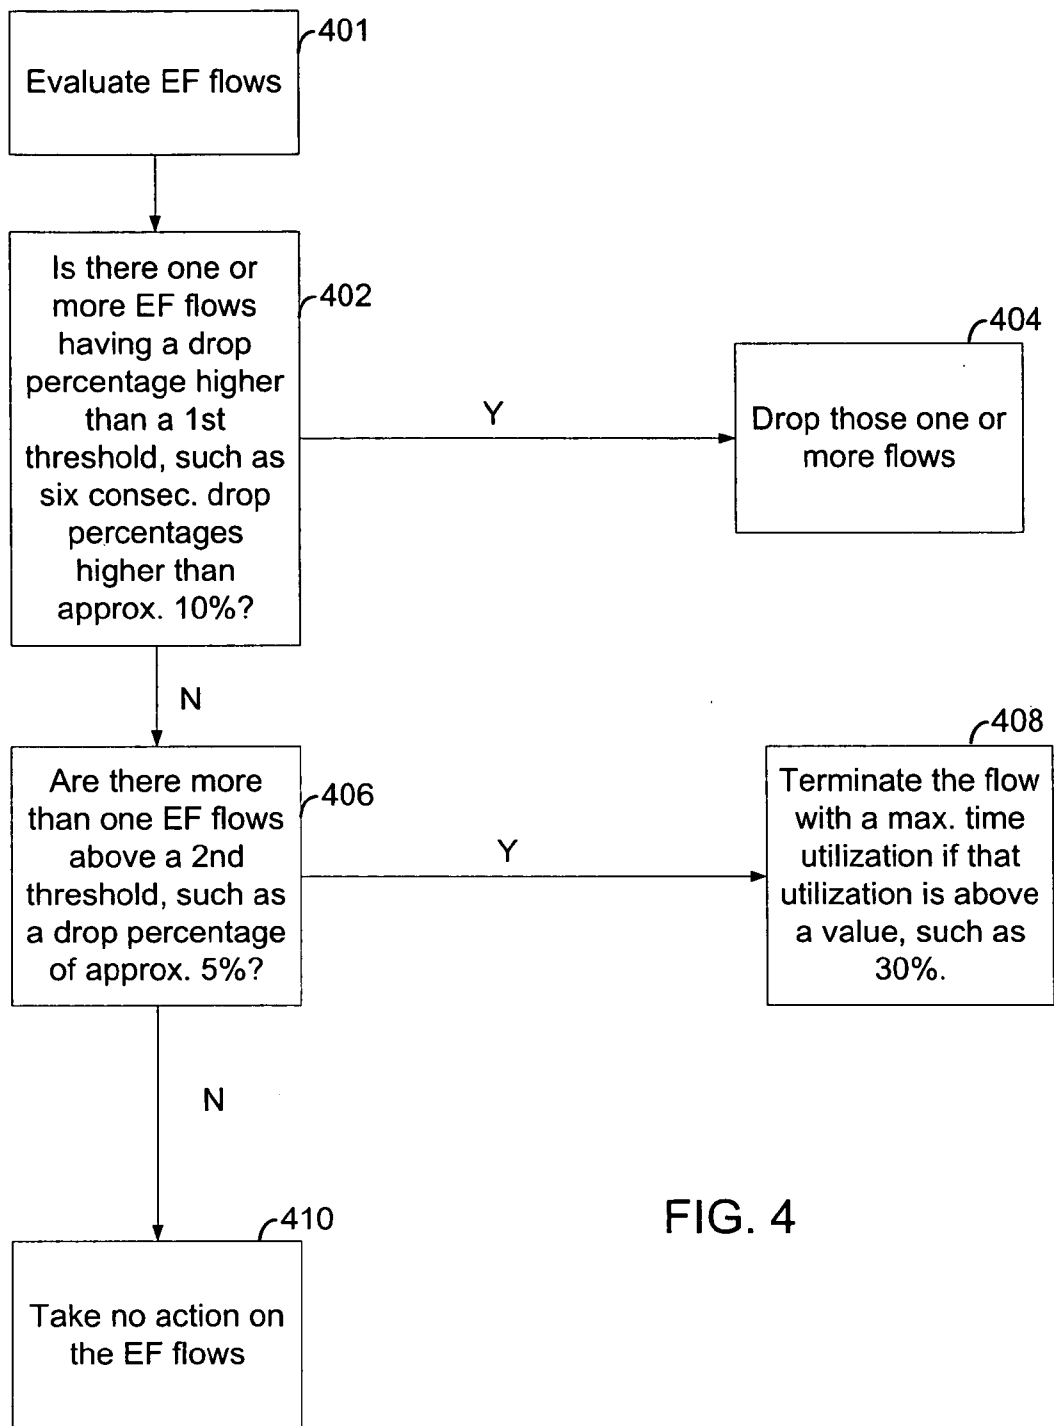 401
Evaluate EF flows
402
Is there one or
more EF flows
having a drop
percentage higher
than a 1st
threshold, such as
six consec. drop
percentages
higher than
approx. 10%?
Y
404
Drop those one or
more flows
N
406
Are there more
than one EF flows
above a 2nd
threshold, such as
a drop percentage
of approx. 5%?
Y
408
Terminate the flow
with a max. time
utilization if that
utilization is above
a value, such as
30%.
N
410
Take no action on
the EF flows
FIG. 4